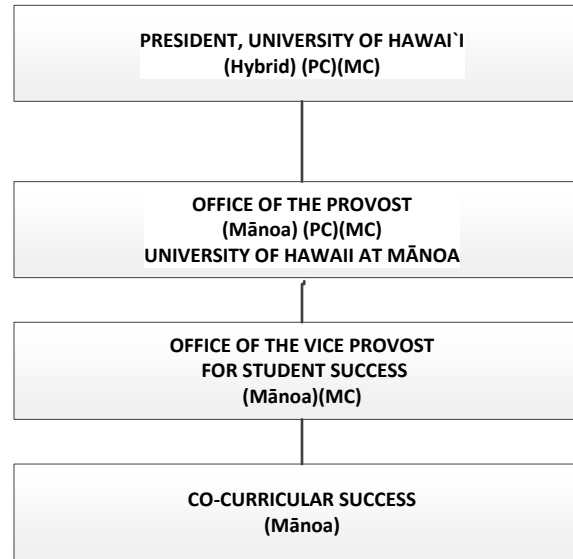 PRESIDENT, UNIVERSITY OF HAWAI`I
(Hybrid) (PC)(MC)
OFFICE OF THE PROVOST
(Mānoa) (PC)(MC)
UNIVERSITY OF HAWAII AT MĀNOA
OFFICE OF THE VICE PROVOST
FOR STUDENT SUCCESS
(Mānoa)(MC)
CO-CURRICULAR SUCCESS
(Mānoa)